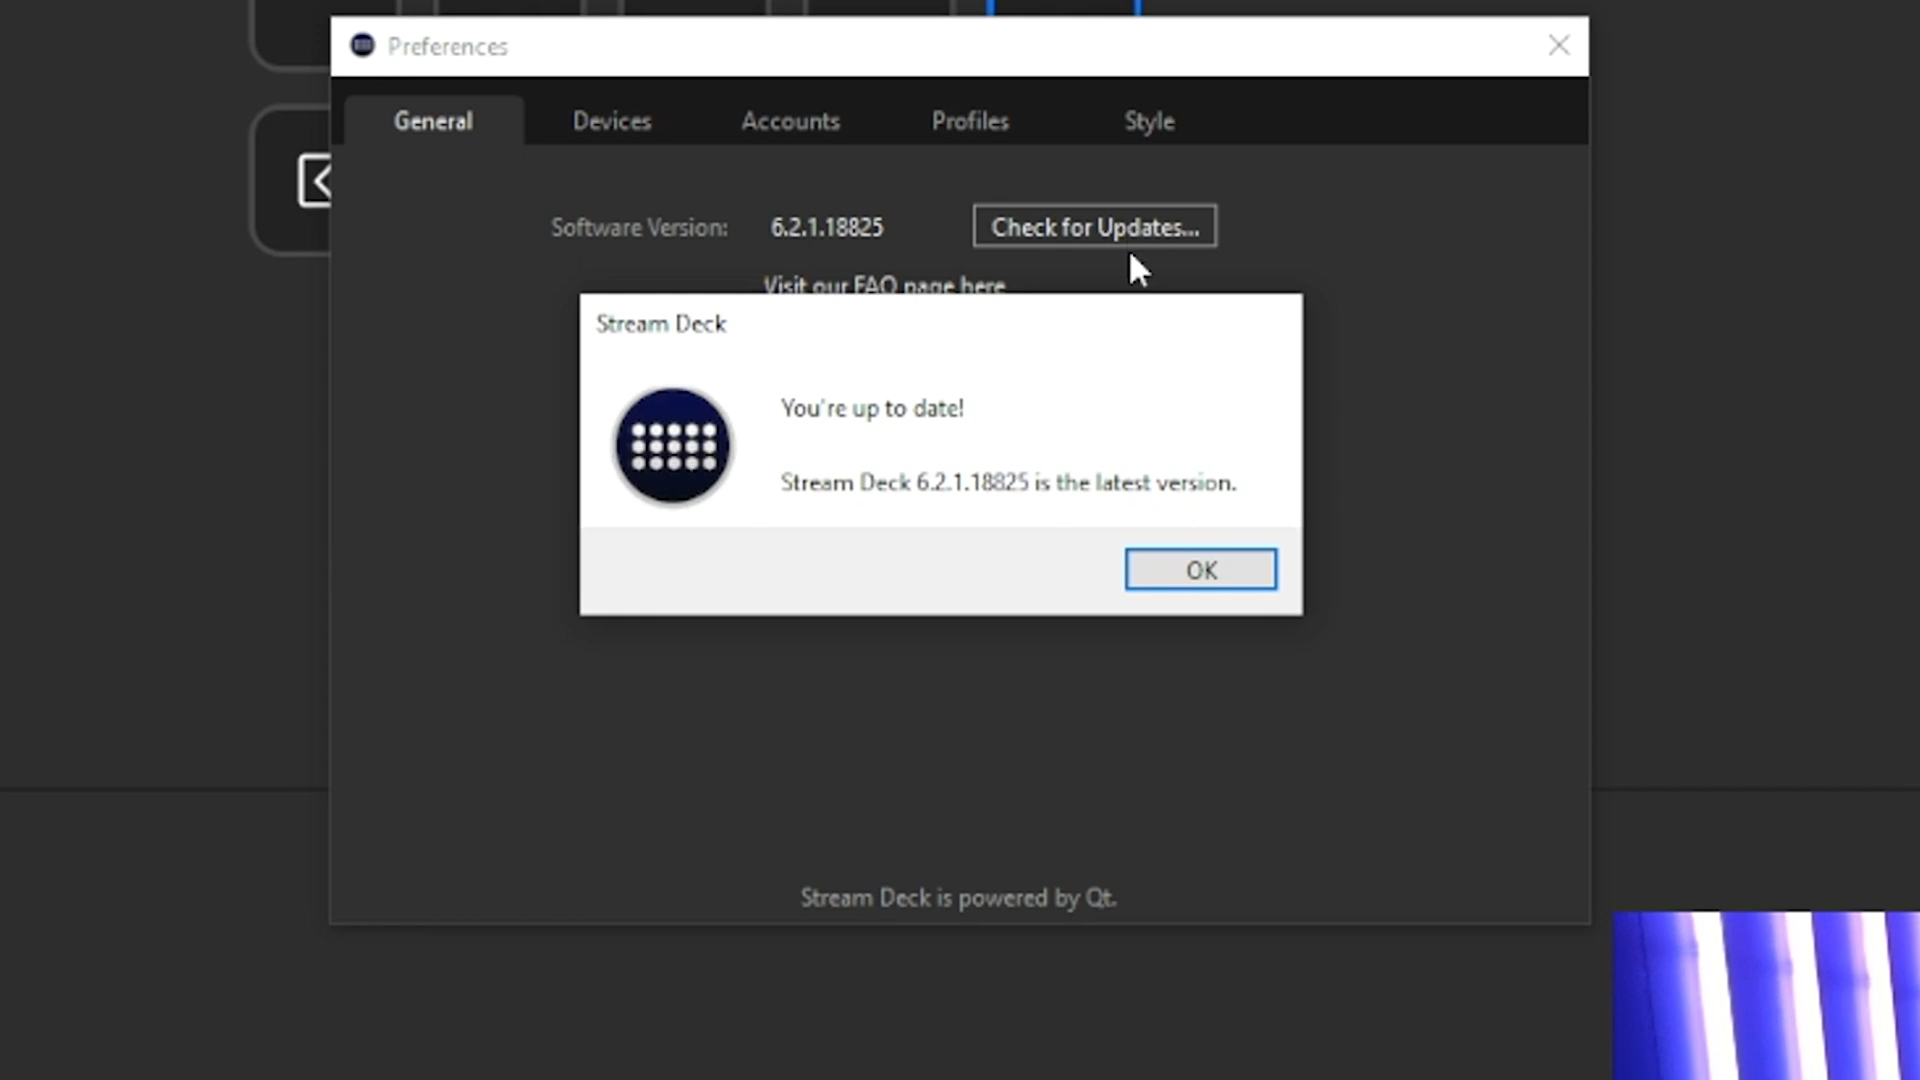 Preferences
General Devices Accounts Profiles Style
Software Version: 6.2.1.18825 Check for Updates...
Visit our FAQ page here
Stream Deck
You're up to date!
Stream Deck 6.2.1.18825 is the latest version.
OK
Stream Deck is powered by Qt.